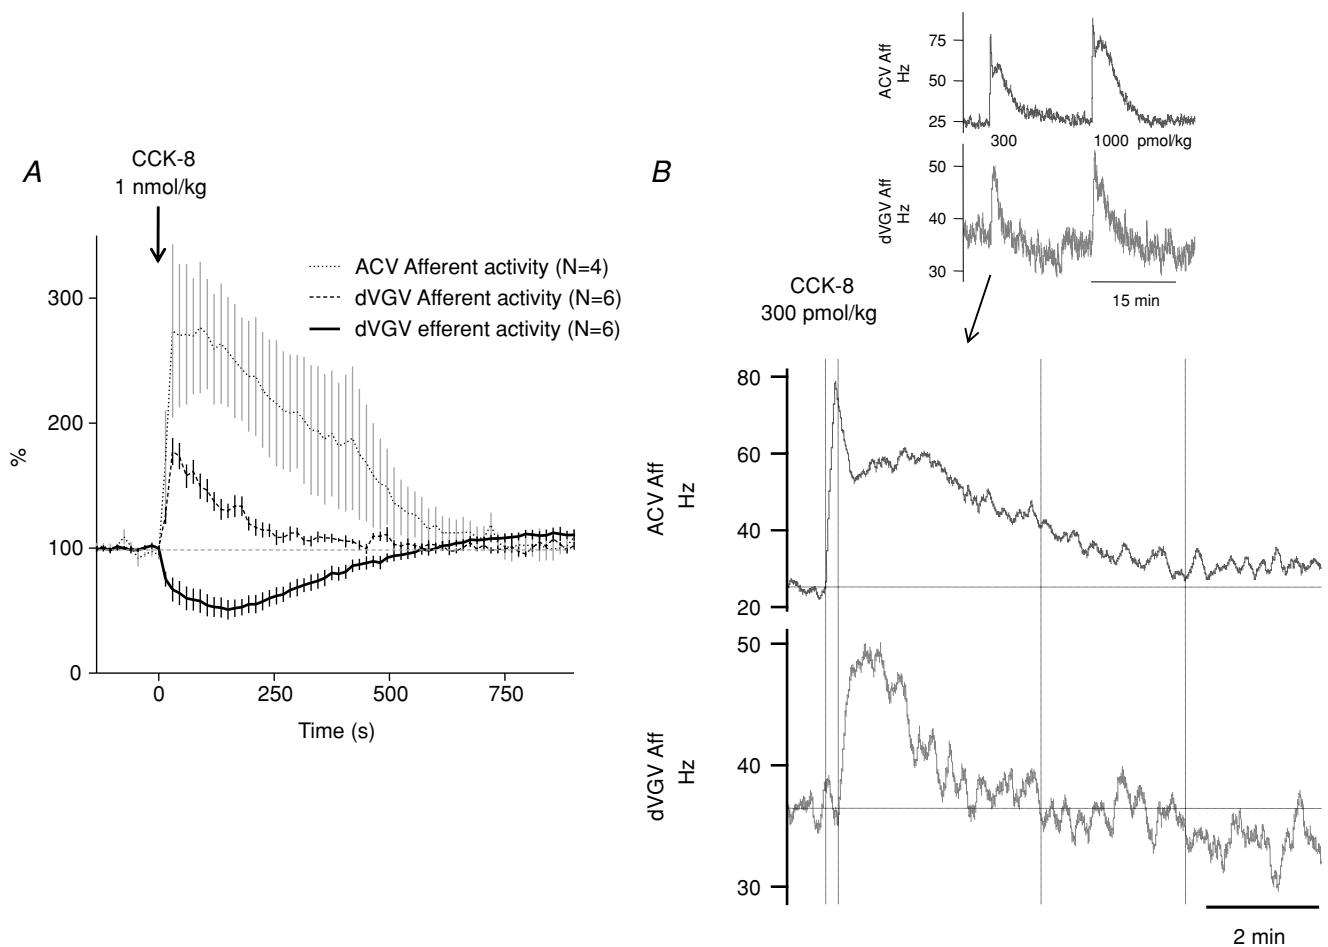 A
CCK-8
1 nmol/kg
ACV Afferent activity (N=4)
dVGV Afferent activity (N=6)
dVGV efferent activity (N=6)
%
300
200
100
0
0
250
500
750
Time (s)
B
ACV Aff
Hz
75
50
25
300
1000 pmol/kg
dVGV Aff
Hz
50
40
30
15 min
CCK-8
300 pmol/kg
ACV Aff
Hz
80
60
40
20
dVGV Aff
Hz
50
40
30
2 min